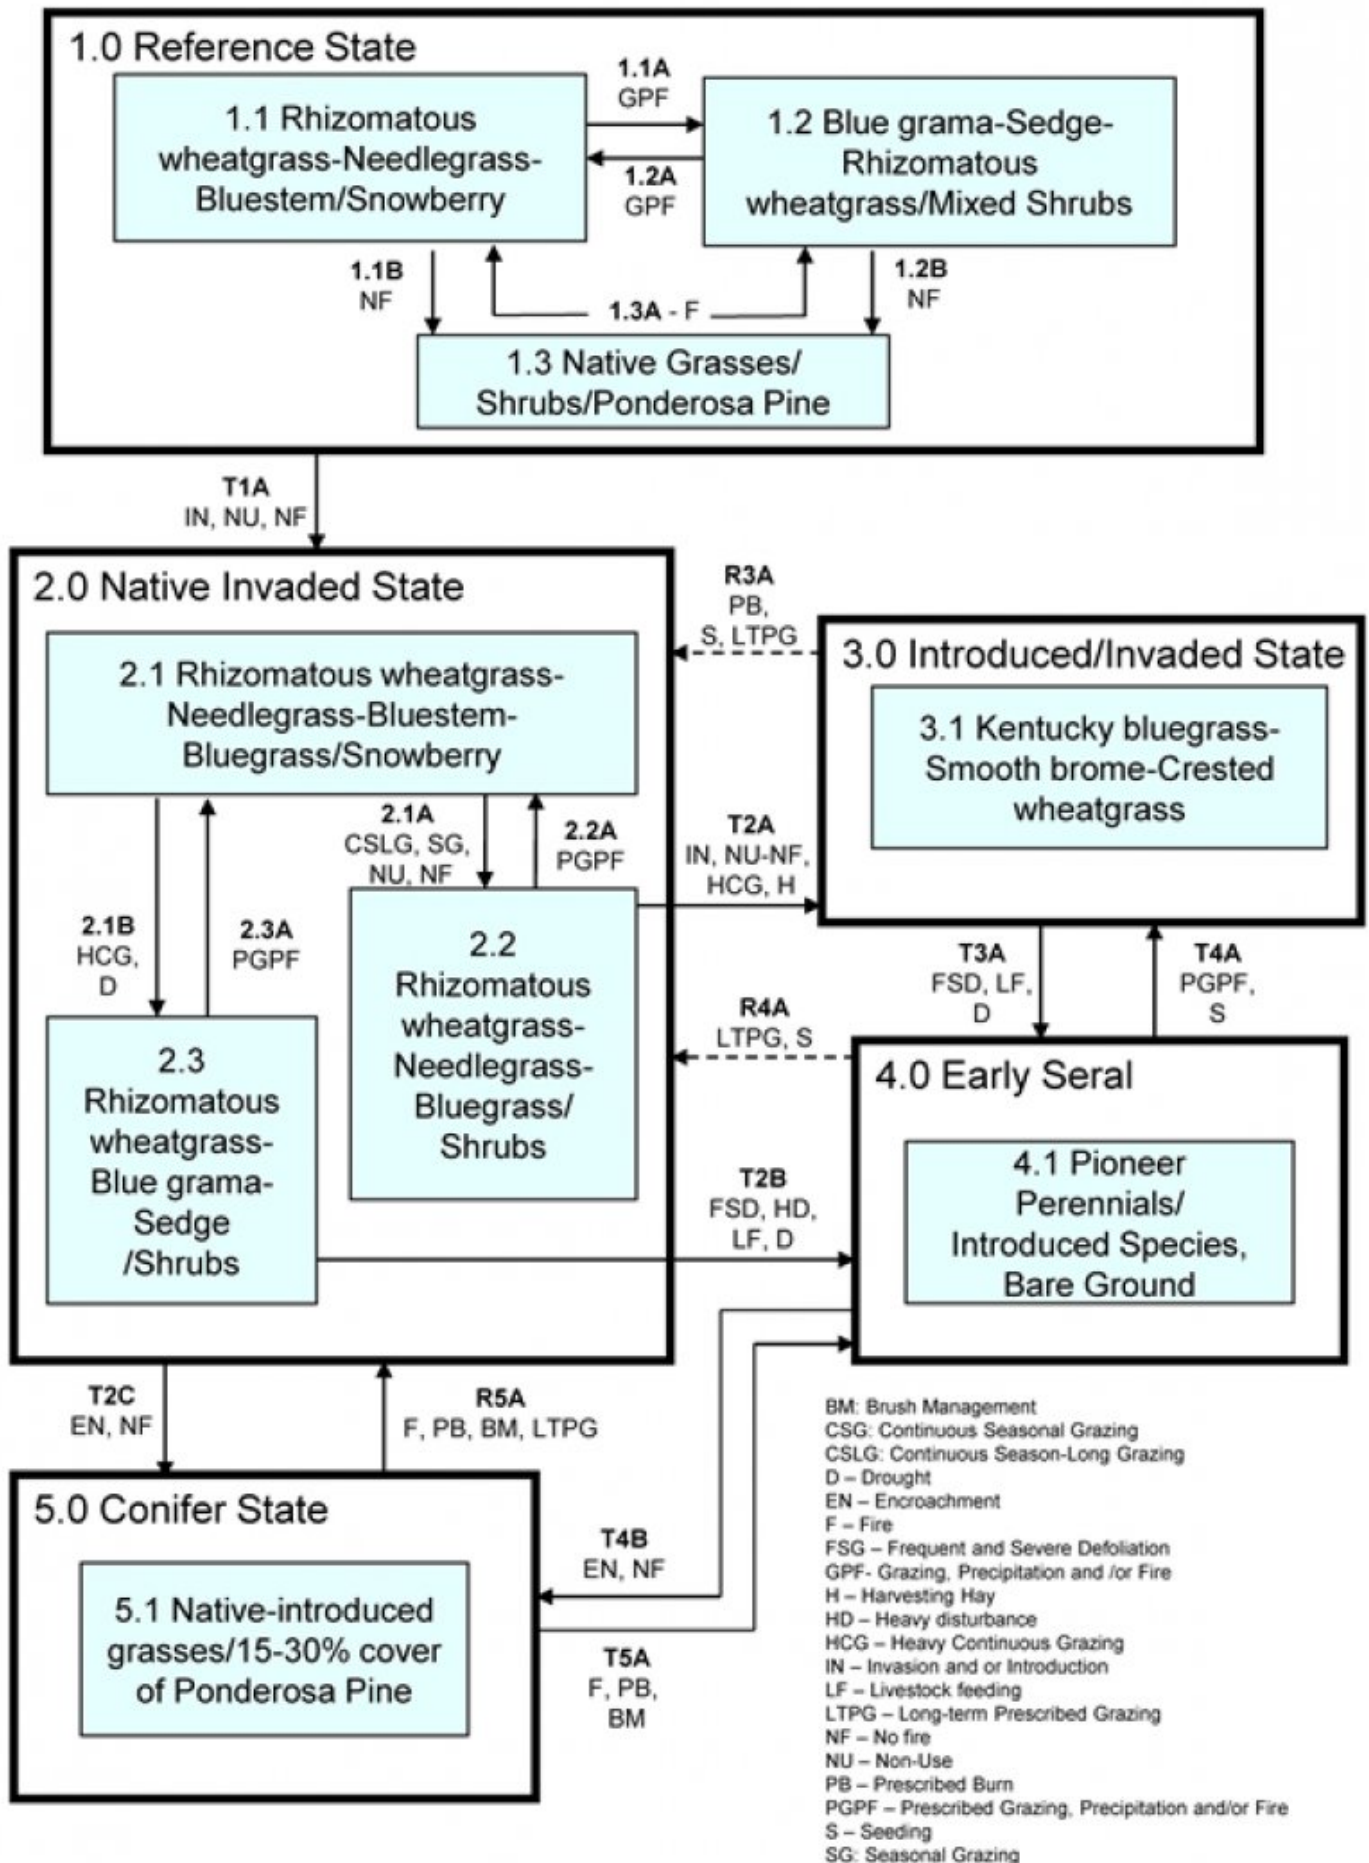 1.0 Reference State
1.1 Rhizomatous
wheatgrass-Needlegrass-
Bluestem/Snowberry
1.1A
GPF
1.2A
GPF
1.2 Blue grama-Sedge-
Rhizomatous
wheatgrass/Mixed Shrubs
1.1B
NF
1.3A - F
1.2B
NF
1.3 Native Grasses/
Shrubs/Ponderosa Pine
T1A
IN, NU, NF
2.0 Native Invaded State
2.1 Rhizomatous wheatgrass-
Needlegrass-Bluestem-
Bluegrass/Snowberry
2.1A
CSLG, SG,
NU, NF
2.2A
PGPF
2.1B
HCG,
D
2.3A
PGPF
2.2
Rhizomatous
wheatgrass-
Needlegrass-
Bluegrass/
Shrubs
2.3
Rhizomatous
wheatgrass-
Blue grama-
Sedge
/Shrubs
R3A
PB,
S, LTPG
3.0 Introduced/Invaded State
3.1 Kentucky bluegrass-
Smooth brome-Crested
wheatgrass
T2A
IN, NU-NF,
HCG, H
T3A
FSD, LF,
D
T4A
PGPF,
S
R4A
LTPG, S
4.0 Early Seral
4.1 Pioneer
Perennials/
Introduced Species,
Bare Ground
T2B
FSD, HD,
LF, D
T2C
EN, NF
R5A
F, PB, BM, LTPG
5.0 Conifer State
5.1 Native-introduced
grasses/15-30% cover
of Ponderosa Pine
T4B
EN, NF
T5A
F, PB,
BM
BM: Brush Management
CSG: Continuous Seasonal Grazing
CSLG: Continuous Season-Long Grazing
D – Drought
EN – Encroachment
F – Fire
FSG – Frequent and Severe Defoliation
GPF- Grazing, Precipitation and /or Fire
H – Harvesting Hay
HD – Heavy disturbance
HCG – Heavy Continuous Grazing
IN – Invasion and or Introduction
LF – Livestock feeding
LTPG – Long-term Prescribed Grazing
NF – No fire
NU – Non-Use
PB – Prescribed Burn
PGPF – Prescribed Grazing, Precipitation and/or Fire
S – Seeding
SG: Seasonal Grazing